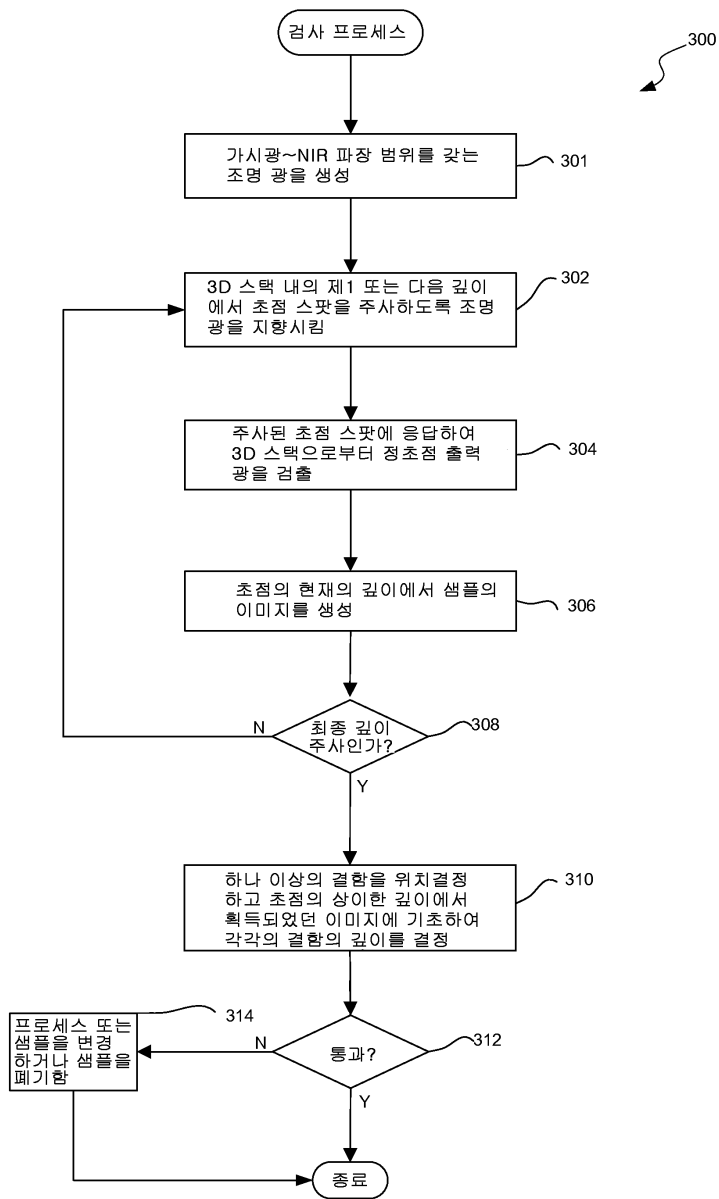 검사 프로세스
300
가시광~NIR 파장 범위를 갖는
조명 광을 생성
301
3D 스택 내의 제1 또는 다음 깊이
에서 초점 스팟을 주사하도록 조명
광을 지향시킴
302
주사된 초점 스팟에 응답하여
3D 스택으로부터 정초점 출력
광을 검출
304
초점의 현재의 깊이에서 샘플의
이미지를 생성
306
최종 깊이
주사인가?
308
N
Y
하나 이상의 결함을 위치결정
하고 초점의 상이한 깊이에서
획득되었던 이미지에 기초하여
각각의 결함의 깊이를 결정
310
프로세스 또는
샘플을 변경
하거나 샘플을
폐기함
314
N
통과?
312
Y
종료